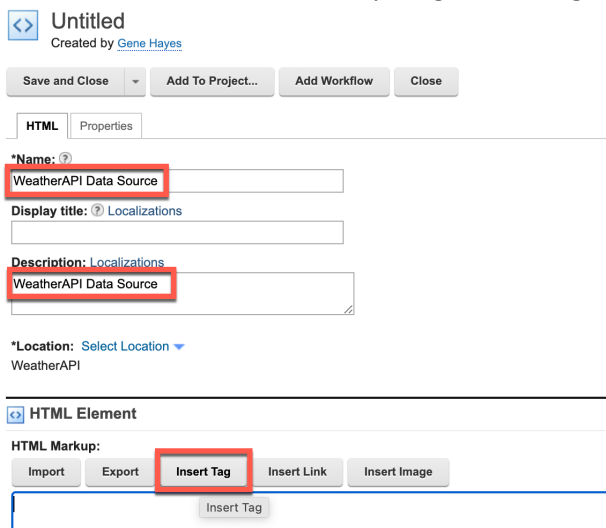 Untitled
Created by Gene Hayes
Save and Close Add To Project... Add Workflow Close
HTML Properties
*Name: ?
WeatherAPI Data Source
Display title: ? Localizations
Description: Localizations
WeatherAPI Data Source
*Location: Select Location
WeatherAPI
HTML Element
HTML Markup:
Import Export Insert Tag Insert Link Insert Image
Insert Tag